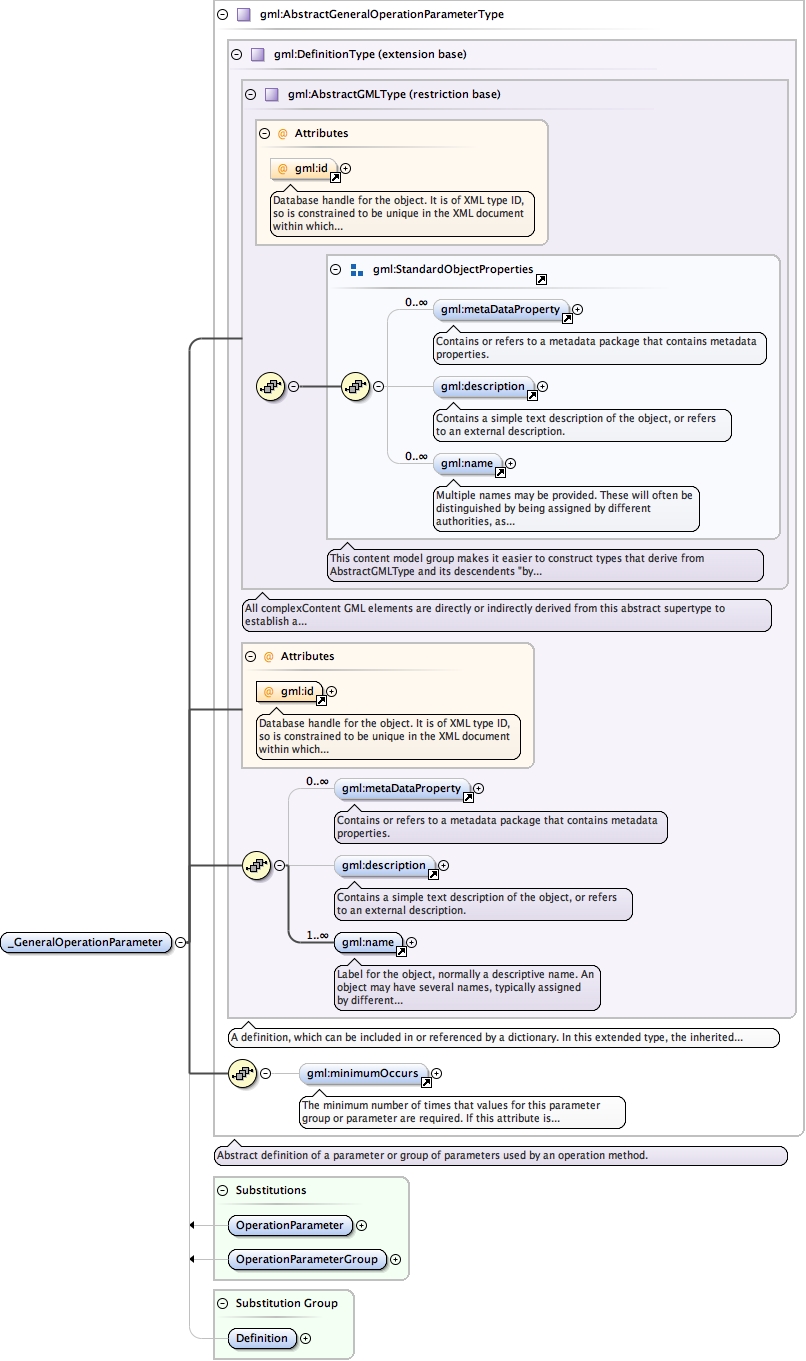 gml:AbstractGeneralOperationParameterType
gml:DefinitionType (extension base)
gml:AbstractGMLType (restriction base)
@ Attributes
@ gml:id
Database handle for the object. It is of XML type ID,
so is constrained to be unique in the XML document
within which...
gml:StandardObjectProperties
0..∞
gml:metaDataProperty
Contains or refers to a metadata package that contains metadata
properties.
gml:description
Contains a simple text description of the object, or refers
to an external description.
0..∞
gml:name
Multiple names may be provided. These will often be
distinguished by being assigned by different
authorities, as...
This content model group makes it easier to construct types that derive from
AbstractGMLType and its descendents "by...
All complexContent GML elements are directly or indirectly derived from this abstract supertype to
establish a...
@ Attributes
@ gml:id
Database handle for the object. It is of XML type ID,
so is constrained to be unique in the XML document
within which...
0..∞
gml:metaDataProperty
Contains or refers to a metadata package that contains metadata
properties.
gml:description
Contains a simple text description of the object, or refers
to an external description.
_GeneralOperationParameter
1..∞
gml:name
Label for the object, normally a descriptive name. An
object may have several names, typically assigned
by different...
A definition, which can be included in or referenced by a dictionary. In this extended type, the inherited...
gml:minimumOccurs
The minimum number of times that values for this parameter
group or parameter are required. If this attribute is...
Abstract definition of a parameter or group of parameters used by an operation method.
Substitutions
OperationParameter
OperationParameterGroup
Substitution Group
Definition